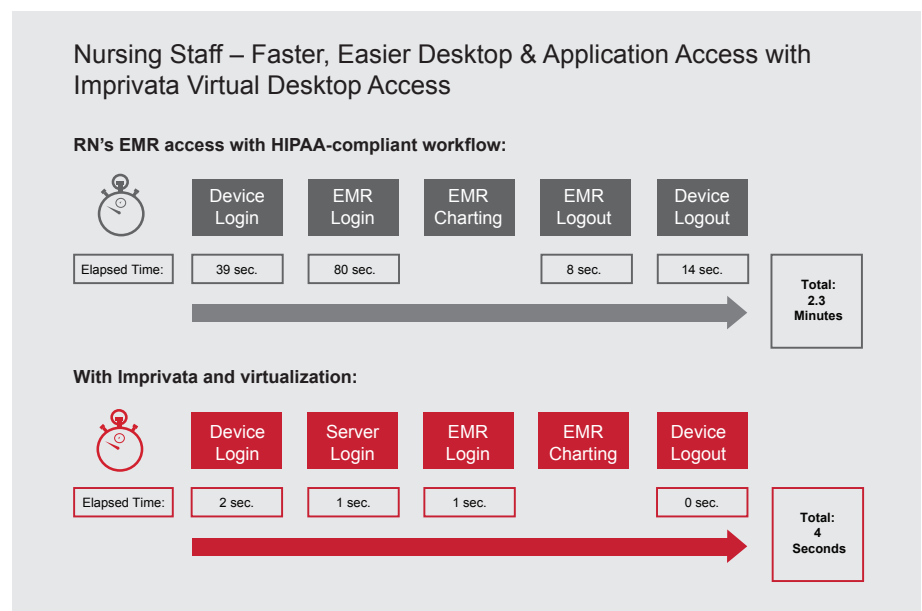 Nursing Staff – Faster, Easier Desktop & Application Access with
Imprivata Virtual Desktop Access
RN's EMR access with HIPAA-compliant workflow:
Device
Login
EMR
Login
EMR
Charting
EMR
Logout
Device
Logout
Elapsed Time:
39 sec.
80 sec.
8 sec.
14 sec.
Total:
2.3
Minutes
With Imprivata and virtualization:
Device
Login
Server
Login
EMR
Login
EMR
Charting
Device
Logout
Elapsed Time:
2 sec.
1 sec.
1 sec.
0 sec.
Total:
4
Seconds